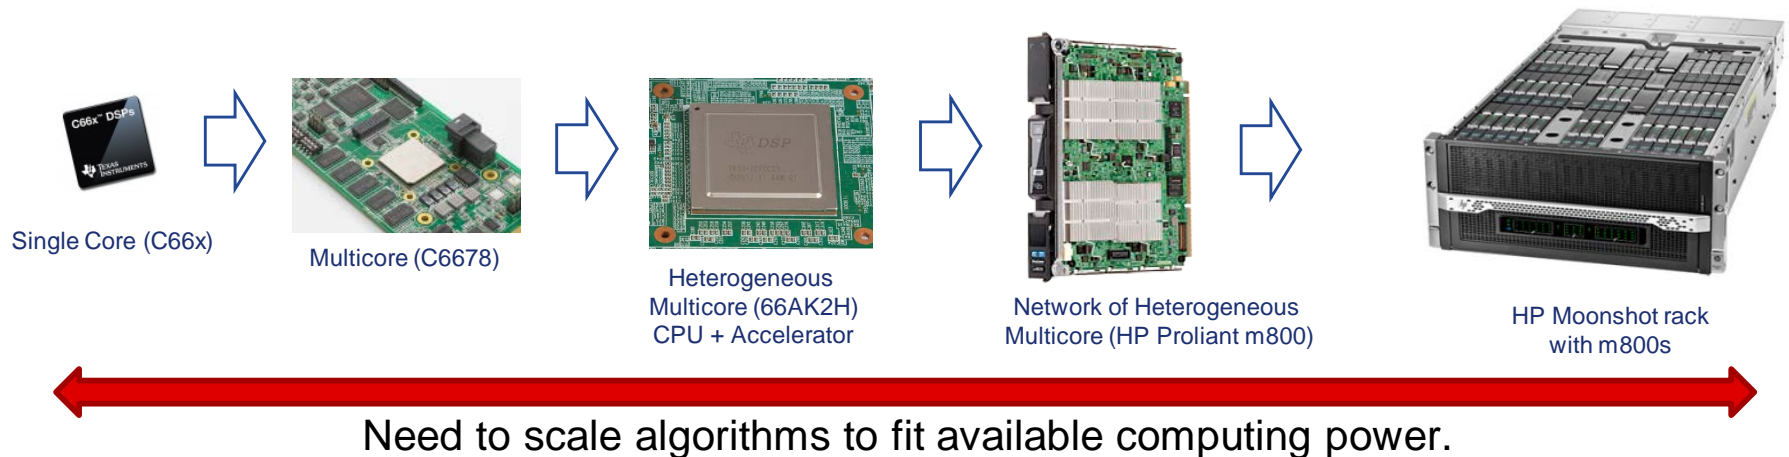 C66x™ DSPs
TEXAS
INSTRUMENTS
Single Core (C66x)
Multicore (C6678)
DSP
Heterogeneous
Multicore (66AK2H)
CPU + Accelerator
Network of Heterogeneous
Multicore (HP Proliant m800)
HP Moonshot rack
with m800s
Need to scale algorithms to fit available computing power.